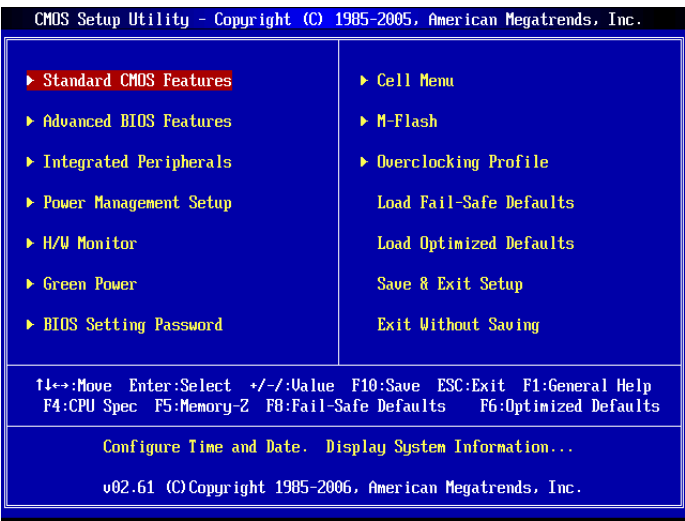 CMOS Setup Utility - Copyright (C) 1985-2005, American Megatrends, Inc.
Standard CMOS Features
Advanced BIOS Features
Integrated Peripherals
Power Management Setup
H/W Monitor
Green Power
BIOS Setting Password
Cell Menu
M-Flash
Overclocking Profile
Load Fail-Safe Defaults
Load Optimized Defaults
Save & Exit Setup
Exit Without Saving
↑↓←→:Move Enter:Select +/-/:Value F10:Save ESC:Exit F1:General Help
F4:CPU Spec F5:Memory-Z F8:Fail-Safe Defaults F6:Optimized Defaults
Configure Time and Date. Display System Information...
v02.61 (C)Copyright 1985-2006, American Megatrends, Inc.